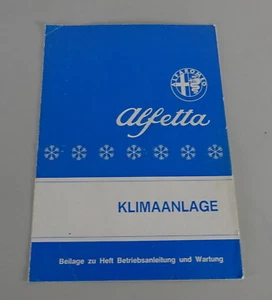 ALFA ROMEO
Alfetta
KLIMAANLAGE
Beilage zu Heft Betriebsanleitung und Wartung